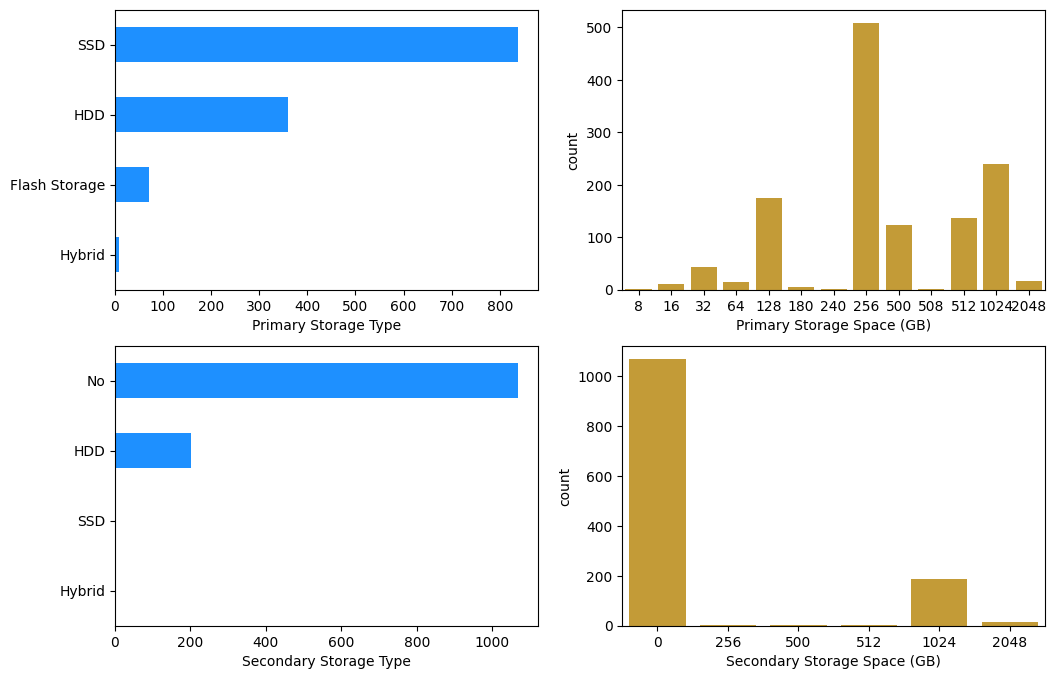 SSD
HDD
Flash Storage
Hybrid
0 100 200 300 400 500 600 700 800
Primary Storage Type
500
400
300
200
100
0
count
8 16 32 64 128 180 240 256 500 508 512 1024 2048
Primary Storage Space (GB)
No
HDD
SSD
Hybrid
0 200 400 600 800 1000
Secondary Storage Type
1000
800
600
400
200
0
count
0 256 500 512 1024 2048
Secondary Storage Space (GB)